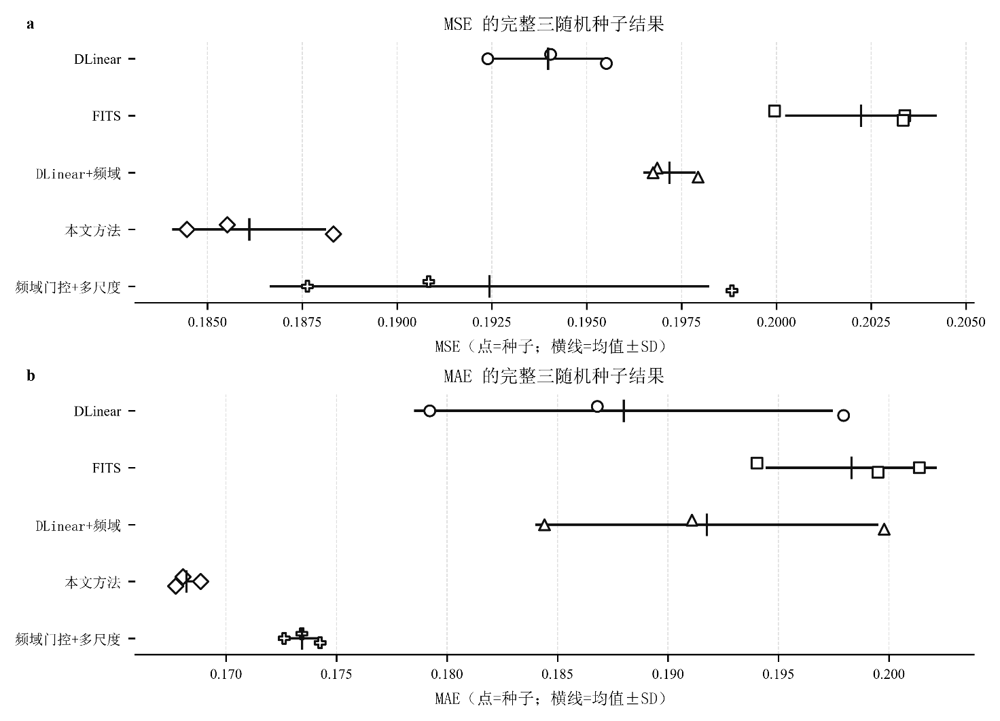 a
MSE 的完整三随机种子结果
DLinear
FITS
DLinear+频域
本文方法
频域门控+多尺度
0.1850 0.1875 0.1900 0.1925 0.1950 0.1975 0.2000 0.2025 0.2050
MSE（点=种子；横线=均值±SD）
b
MAE 的完整三随机种子结果
DLinear
FITS
DLinear+频域
本文方法
频域门控+多尺度
0.170 0.175 0.180 0.185 0.190 0.195 0.200
MAE（点=种子；横线=均值±SD）